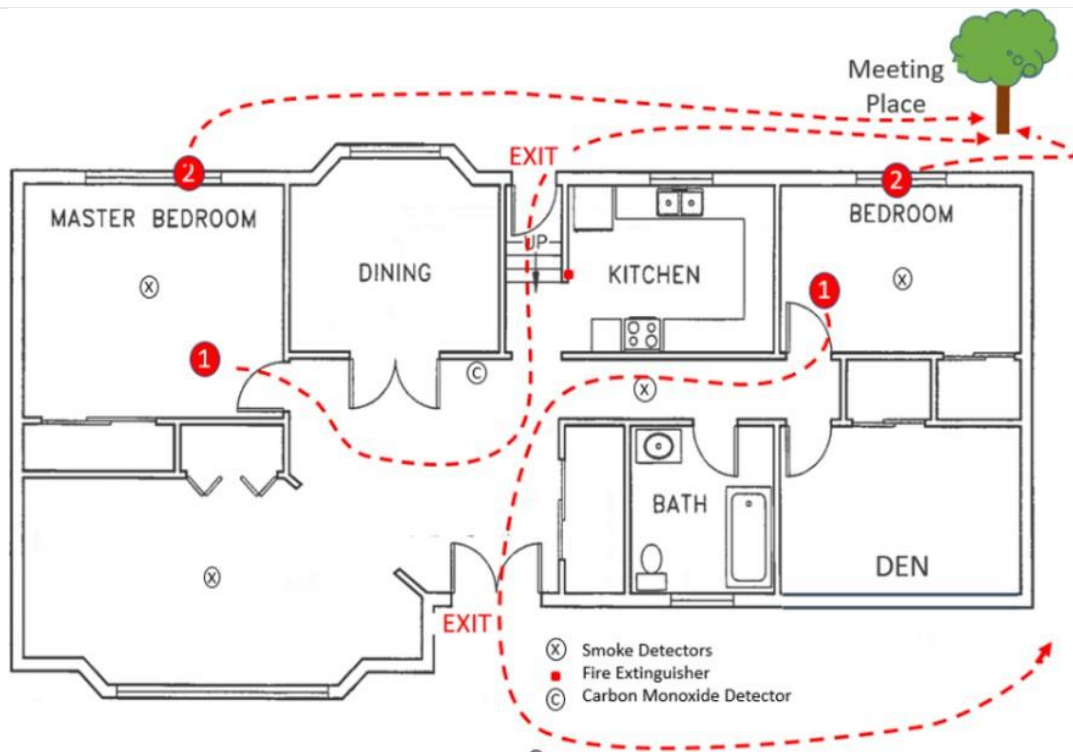 Meeting
Place
EXIT
2
2
MASTER BEDROOM
BEDROOM
UP
DINING
KITCHEN
X
X
1
1
C
X
BATH
X
DEN
EXIT
X Smoke Detectors
Fire Extinguisher
C Carbon Monoxide Detector